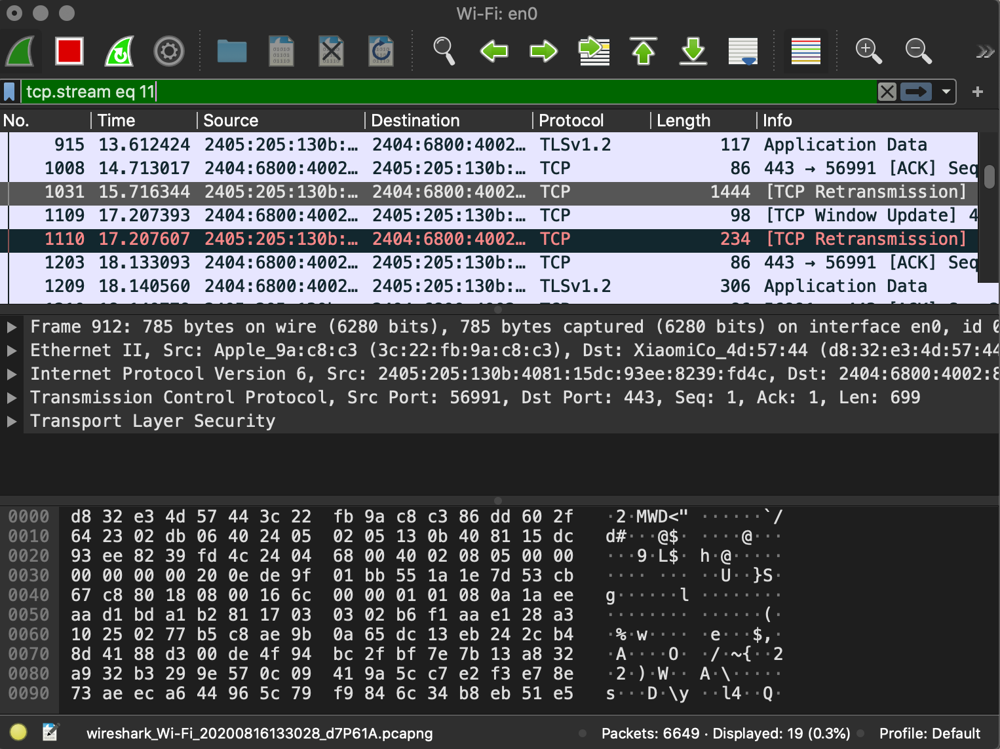 Wi-Fi: en0
tcp.stream eq 11
No. Time Source Destination Protocol Length Info
915 13.612424 2405:205:130b:… 2404:6800:4002… TLSv1.2 117 Application Data
1008 14.713017 2404:6800:4002… 2405:205:130b:… TCP 86 443 → 56991 [ACK] Seq
1031 15.716344 2405:205:130b:… 2404:6800:4002… TCP 1444 [TCP Retransmission]
1109 17.207393 2404:6800:4002… 2405:205:130b:… TCP 98 [TCP Window Update] 4
1110 17.207607 2405:205:130b:… 2404:6800:4002… TCP 234 [TCP Retransmission]
1203 18.133093 2404:6800:4002… 2405:205:130b:… TCP 86 443 → 56991 [ACK] Seq
1209 18.140560 2404:6800:4002… 2405:205:130b:… TLSv1.2 306 Application Data
Frame 912: 785 bytes on wire (6280 bits), 785 bytes captured (6280 bits) on interface en0, id 0
Ethernet II, Src: Apple_9a:c8:c3 (3c:22:fb:9a:c8:c3), Dst: XiaomiCo_4d:57:44 (d8:32:e3:4d:57:44
Internet Protocol Version 6, Src: 2405:205:130b:4081:15dc:93ee:8239:fd4c, Dst: 2404:6800:4002:8
Transmission Control Protocol, Src Port: 56991, Dst Port: 443, Seq: 1, Ack: 1, Len: 699
Transport Layer Security
0000 d8 32 e3 4d 57 44 3c 22 fb 9a c8 c3 86 dd 60 2f ·2·MWD<" ······`/
0010 64 23 02 db 06 40 24 05 02 05 13 0b 40 81 15 dc d#···@$· ····@···
0020 93 ee 82 39 fd 4c 24 04 68 00 40 02 08 05 00 00 ···9·L$· h·@·····
0030 00 00 00 00 20 0e de 9f 01 bb 55 1a 1e 7d 53 cb ···· ··· ··U··}S·
0040 67 c8 80 18 08 00 16 6c 00 00 01 01 08 0a 1a ee g······l ········
0050 aa d1 bd a1 b2 81 17 03 03 02 b6 f1 aa e1 28 a3 ········ ······(·
0060 10 25 02 77 b5 c8 ae 9b 0a 65 dc 13 eb 24 2c b4 ·%·w···· ·e···$,·
0070 8d 41 88 d3 00 de 4f 94 bc 2f bf 7e 7b 13 a8 32 ·A····O· ·/·~{··2
0080 a9 32 b3 29 9e 57 0c 09 41 9a 5c c7 e2 f3 e7 8e ·2·)·W·· A·\·····
0090 73 ae ec a6 44 96 5c 79 f9 84 6c 34 b8 eb 51 e5 s···D·\y ··l4··Q·
wireshark_Wi-Fi_20200816133028_d7P61A.pcapng Packets: 6649 · Displayed: 19 (0.3%) Profile: Default